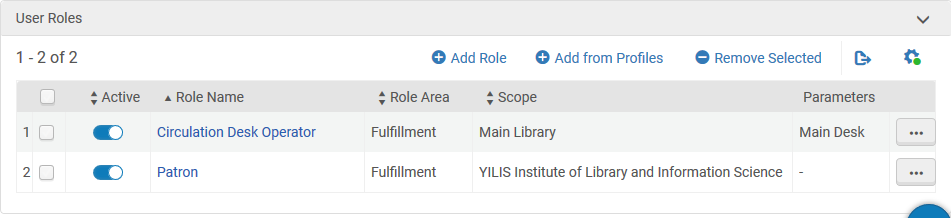 User Roles
1 - 2 of 2 Add Role Add from Profiles Remove Selected
Active Role Name Role Area Scope Parameters
1 Circulation Desk Operator Fulfillment Main Library Main Desk
2 Patron Fulfillment YILIS Institute of Library and Information Science -